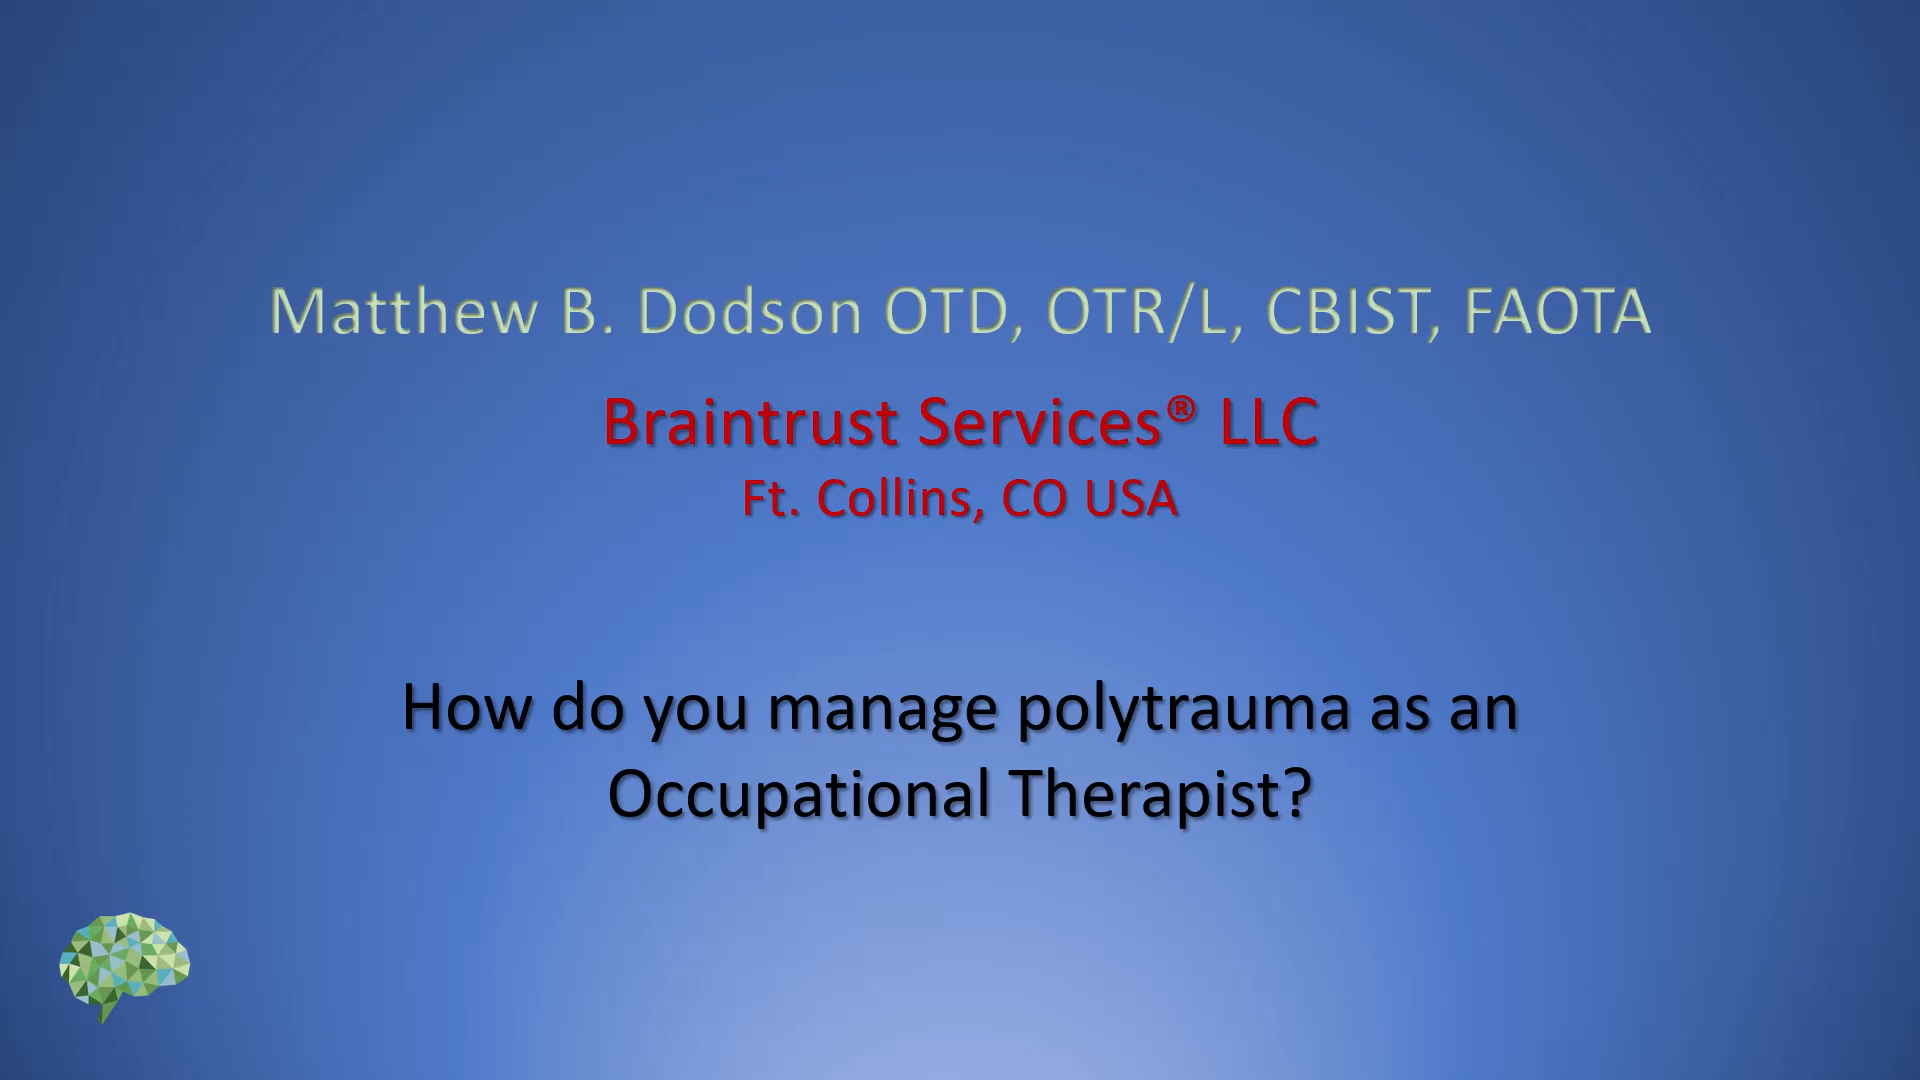 Matthew B. Dodson OTD, OTR/L, CBIST, FAOTA
Braintrust Services® LLC
Ft. Collins, CO USA
How do you manage polytrauma as an
Occupational Therapist?